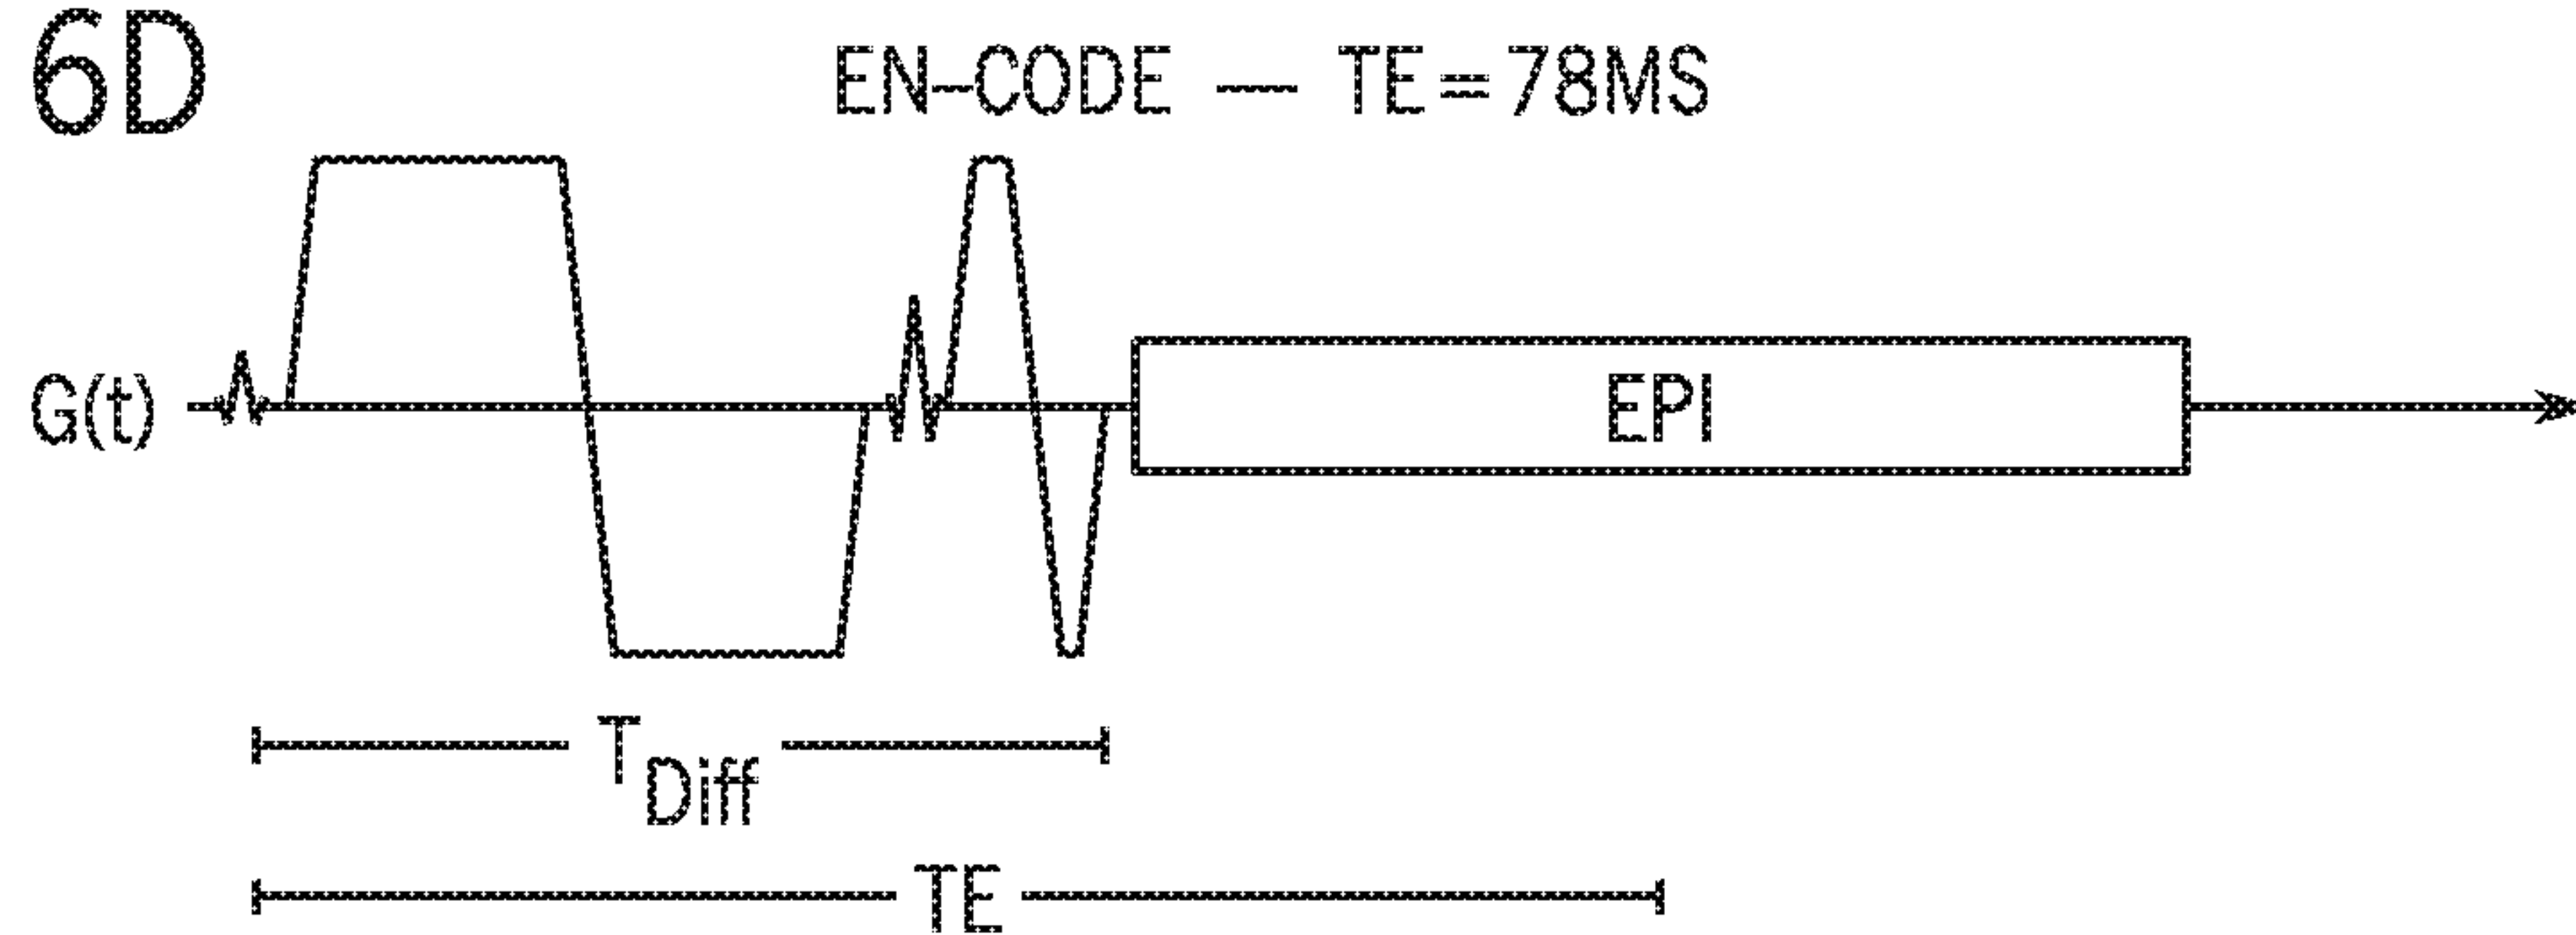 6D
EN-CODE — TE=78MS
G(t)
EPI
TDiff
TE